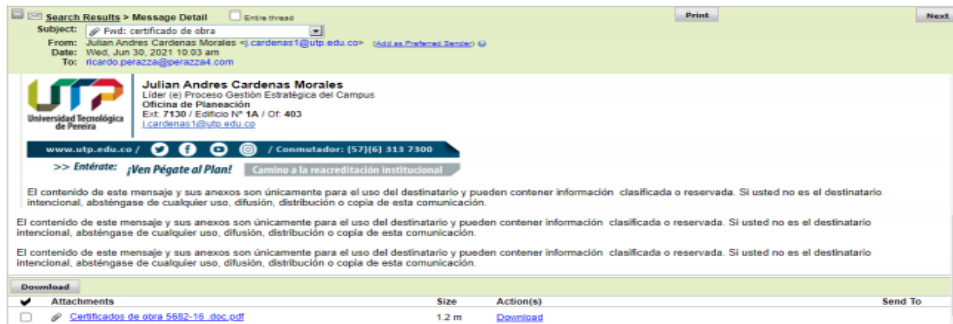 Search Results > Message Detail Entire thread Print Next
Subject: Fwd: certificado de obra
From: Julian Andres Cardenas Morales <j.cardenas1@utp.edu.co> (Add as Preferred Sender)
Date: Wed, Jun 30, 2021 10:03 am
To: ricardo.perazza@perazza4.com
UTP
Universidad Tecnológica
de Pereira
Julian Andres Cardenas Morales
Líder (e) Proceso Gestión Estratégica del Campus
Oficina de Planeación
Ext: 7130 / Edificio N° 1A / Of: 403
j.cardenas1@utp.edu.co
www.utp.edu.co / / Conmutador: (57)(6) 313 7300
>> Entérate: ¡Ven Pégate al Plan! Camino a la reacreditación institucional
El contenido de este mensaje y sus anexos son únicamente para el uso del destinatario y pueden contener información clasificada o reservada. Si usted no es el destinatario
intencional, absténgase de cualquier uso, difusión, distribución o copia de esta comunicación.
El contenido de este mensaje y sus anexos son únicamente para el uso del destinatario y pueden contener información clasificada o reservada. Si usted no es el destinatario
intencional, absténgase de cualquier uso, difusión, distribución o copia de esta comunicación.
El contenido de este mensaje y sus anexos son únicamente para el uso del destinatario y pueden contener información clasificada o reservada. Si usted no es el destinatario
intencional, absténgase de cualquier uso, difusión, distribución o copia de esta comunicación.
Download
Attachments Size Action(s) Send To
Certificados de obra 5682-16 .doc.pdf 1.2 m Download